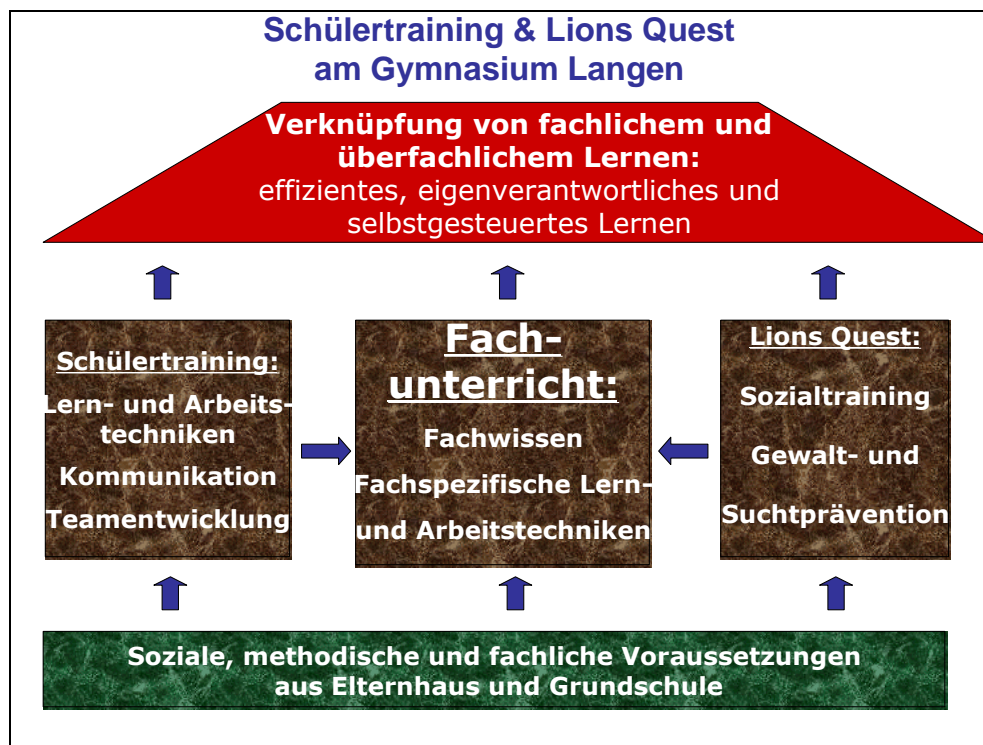 Schülertraining & Lions Quest
am Gymnasium Langen
Verknüpfung von fachlichem und
überfachlichem Lernen:
effizientes, eigenverantwortliches und
selbstgesteuertes Lernen
Schülertraining:
Lern- und Arbeits-
techniken
Kommunikation
Teamentwicklung
Fach-
unterricht:
Fachwissen
Fachspezifische Lern-
und Arbeitstechniken
Lions Quest:
Sozialtraining
Gewalt- und
Suchtprävention
Soziale, methodische und fachliche Voraussetzungen
aus Elternhaus und Grundschule